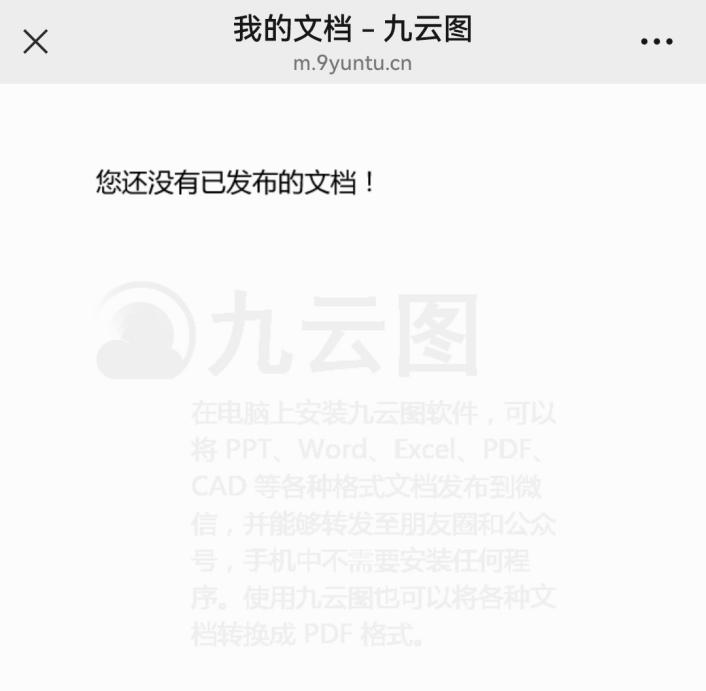 我的文档 – 九云图
m.9yuntu.cn
您还没有已发布的文档！
九云图
在电脑上安装九云图软件，可以
将 PPT、Word、Excel、PDF、
CAD 等各种格式文档发布到微
信，并能够转发至朋友圈和公众
号，手机中不需要安装任何程
序。使用九云图也可以将各种文
档转换成 PDF 格式。